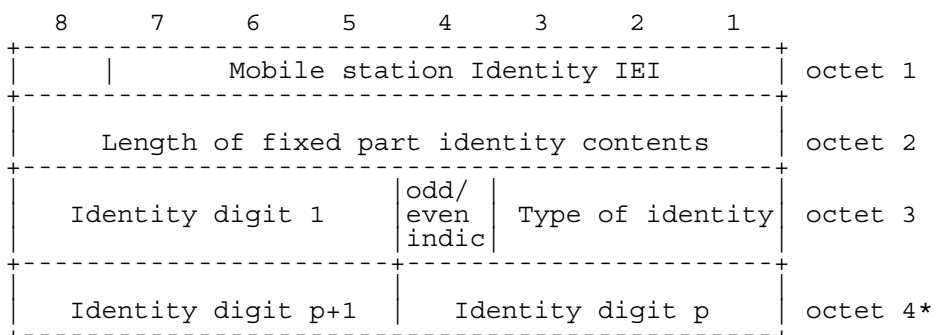 8 7 6 5 4 3 2 1
Mobile station Identity IEI octet 1
Length of fixed part identity contents octet 2
odd/
Identity digit 1 even Type of identity octet 3
indic
Identity digit p+1 Identity digit p octet 4*